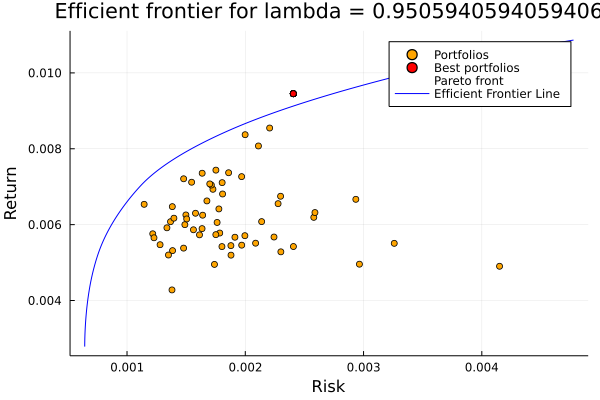 Efficient frontier for lambda = 0.9505940594059406
Portfolios
Best portfolios
Pareto front
Efficient Frontier Line
0.010
0.008
0.006
0.004
Return
0.001 0.002 0.003 0.004
Risk